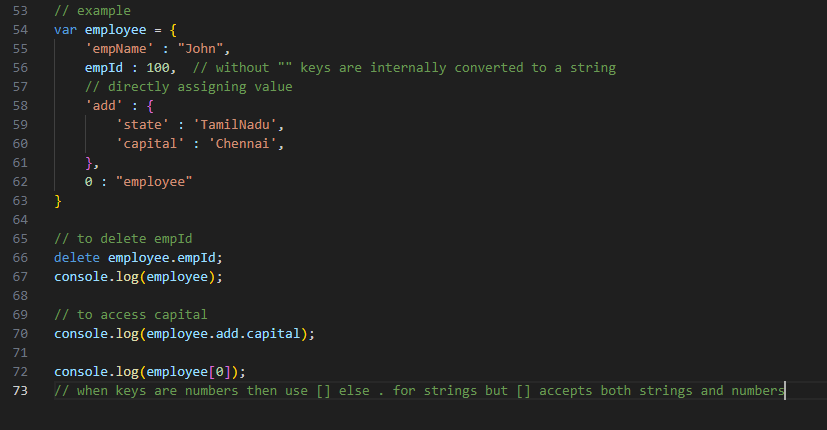 53 // example
54 var employee = {
55 'empName' : "John",
56 empId : 100, // without "" keys are internally converted to a string
57 // directly assigning value
58 'add' : {
59 'state' : 'TamilNadu',
60 'capital' : 'Chennai',
61 },
62 0 : "employee"
63 }
64
65 // to delete empId
66 delete employee.empId;
67 console.log(employee);
68
69 // to access capital
70 console.log(employee.add.capital);
71
72 console.log(employee[0]);
73 // when keys are numbers then use [] else . for strings but [] accepts both strings and numbers